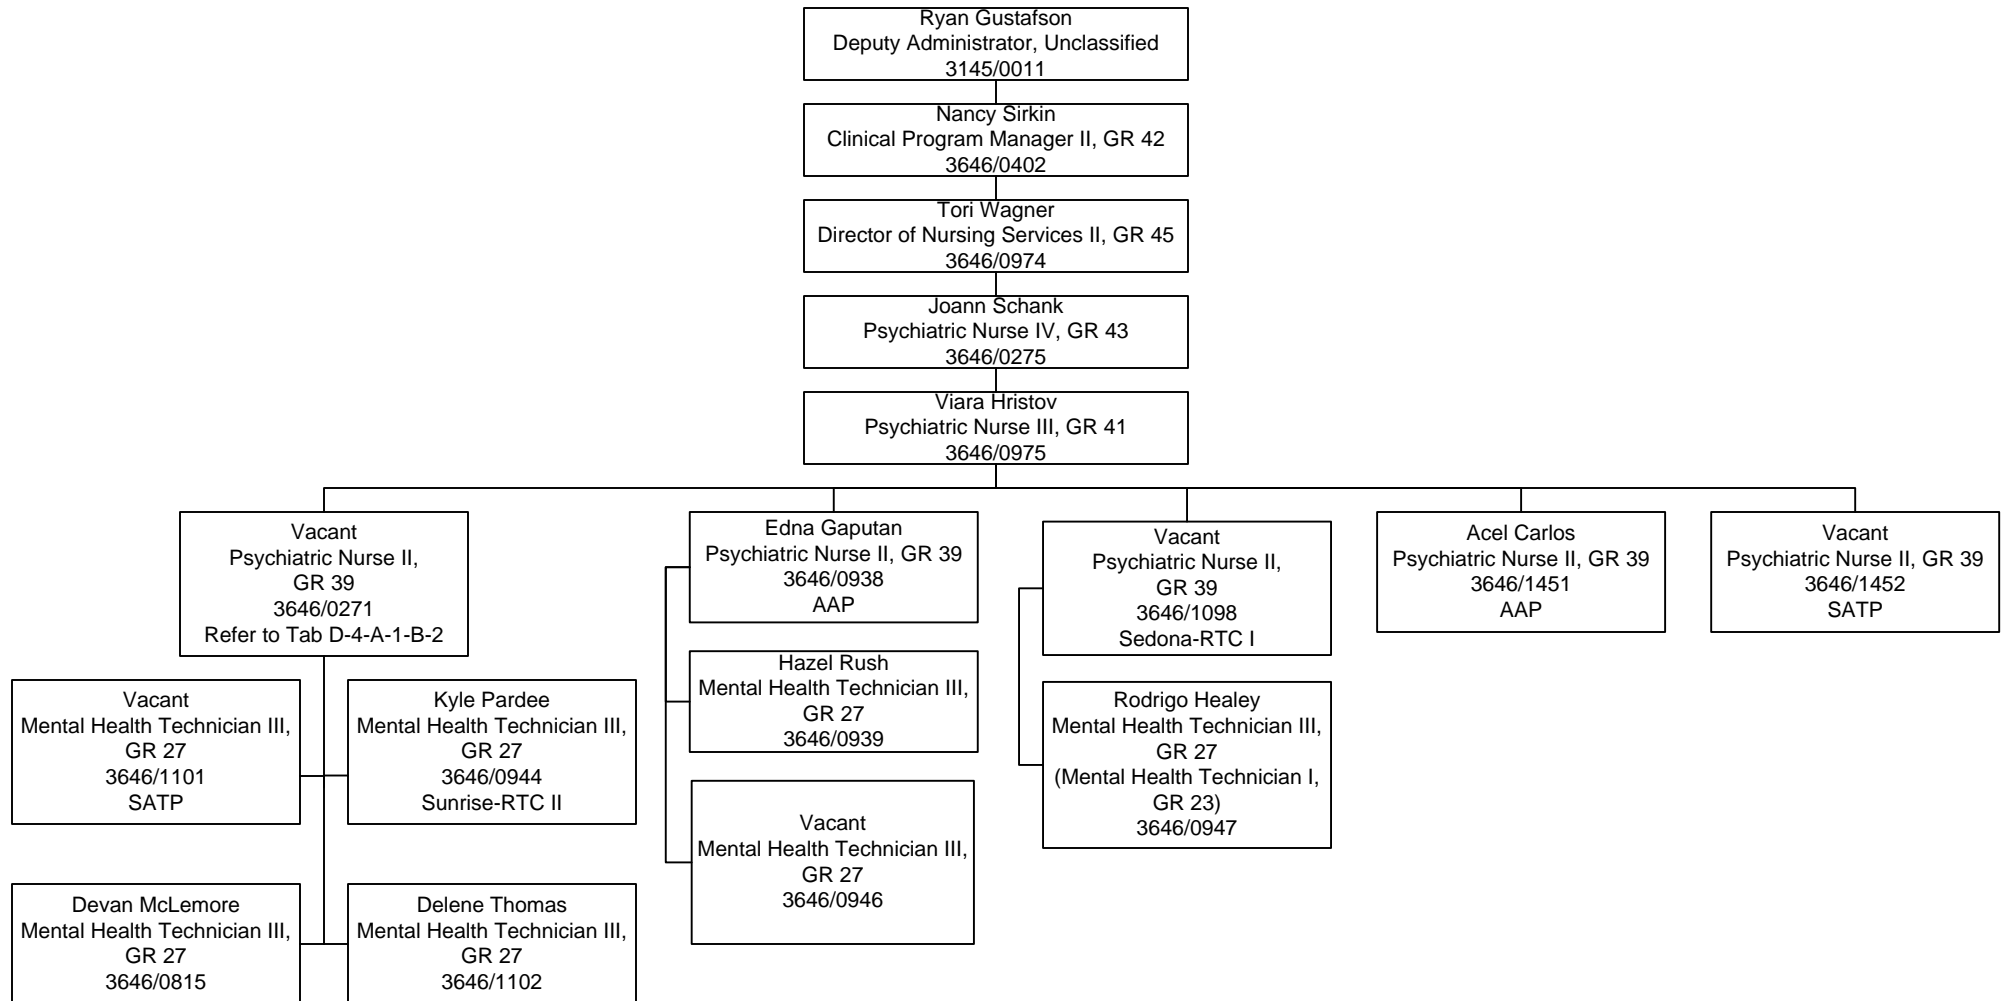 Ryan Gustafson
Deputy Administrator, Unclassified
3145/0011
Nancy Sirkin
Clinical Program Manager II, GR 42
3646/0402
Tori Wagner
Director of Nursing Services II, GR 45
3646/0974
Joann Schank
Psychiatric Nurse IV, GR 43
3646/0275
Viara Hristov
Psychiatric Nurse III, GR 41
3646/0975
Vacant
Psychiatric Nurse II,
GR 39
3646/0271
Refer to Tab D-4-A-1-B-2
Edna Gaputan
Psychiatric Nurse II, GR 39
3646/0938
AAP
Vacant
Psychiatric Nurse II,
GR 39
3646/1098
Sedona-RTC I
Acel Carlos
Psychiatric Nurse II, GR 39
3646/1451
AAP
Vacant
Psychiatric Nurse II, GR 39
3646/1452
SATP
Vacant
Mental Health Technician III,
GR 27
3646/1101
SATP
Kyle Pardee
Mental Health Technician III,
GR 27
3646/0944
Sunrise-RTC II
Hazel Rush
Mental Health Technician III,
GR 27
3646/0939
Rodrigo Healey
Mental Health Technician III,
GR 27
(Mental Health Technician I,
GR 23)
3646/0947
Vacant
Mental Health Technician III,
GR 27
3646/0946
Devan McLemore
Mental Health Technician III,
GR 27
3646/0815
Delene Thomas
Mental Health Technician III,
GR 27
3646/1102